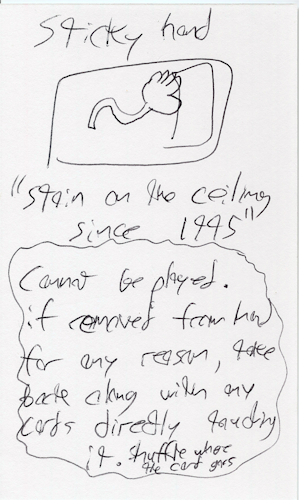 Sticky hand
"stain on the ceiling
since 1995"
Cannot be played.
if removed from hand
for any reason, take
back along with any
cards directly touching
it. Shuffle where
the card goes